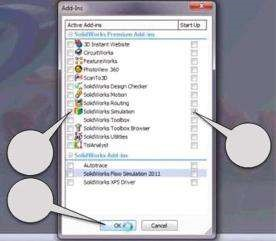 Add-Ins
Active Add-ins Start Up
SolidWorks Premium Add-ins
3D Instant Website
CircuitWorks
FeatureWorks
PhotoView 360
ScanTo3D
SolidWorks Design Checker
SolidWorks Motion
SolidWorks Routing
SolidWorks Simulation
SolidWorks Toolbox
SolidWorks Toolbox Browser
SolidWorks Utilities
TolAnalyst
SolidWorks Add-ins
Autotrace
SolidWorks Flow Simulation 2011
SolidWorks XPS Driver
OK Cancel